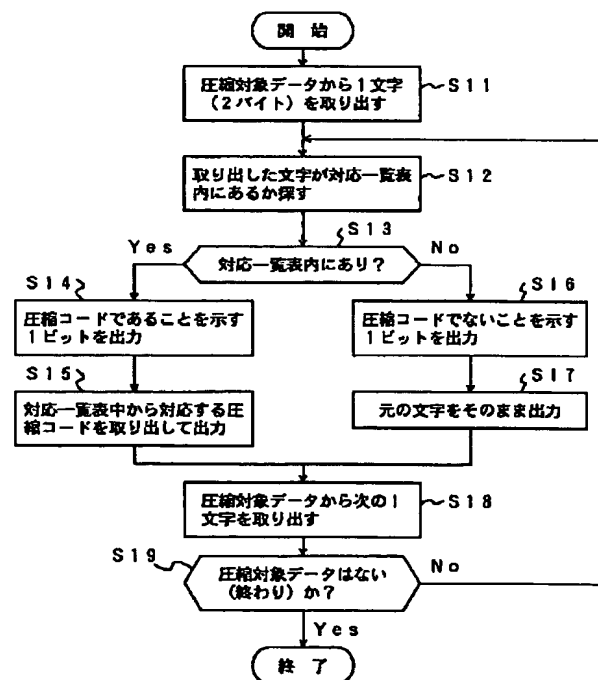 開 始
圧縮対象データから1文字
(2バイト)を取り出す
S11
取り出した文字が対応一覧表
内にあるか探す
S12
S13
Yes
対応一覧表内にあり?
No
S14
圧縮コードであることを示す
1ビットを出力
S16
圧縮コードでないことを示す
1ビットを出力
S15
対応一覧表中から対応する圧
縮コードを取り出して出力
S17
元の文字をそのまま出力
圧縮対象データから次の1
文字を取り出す
S18
S19
圧縮対象データはない
(終わり)か?
No
Yes
終 了